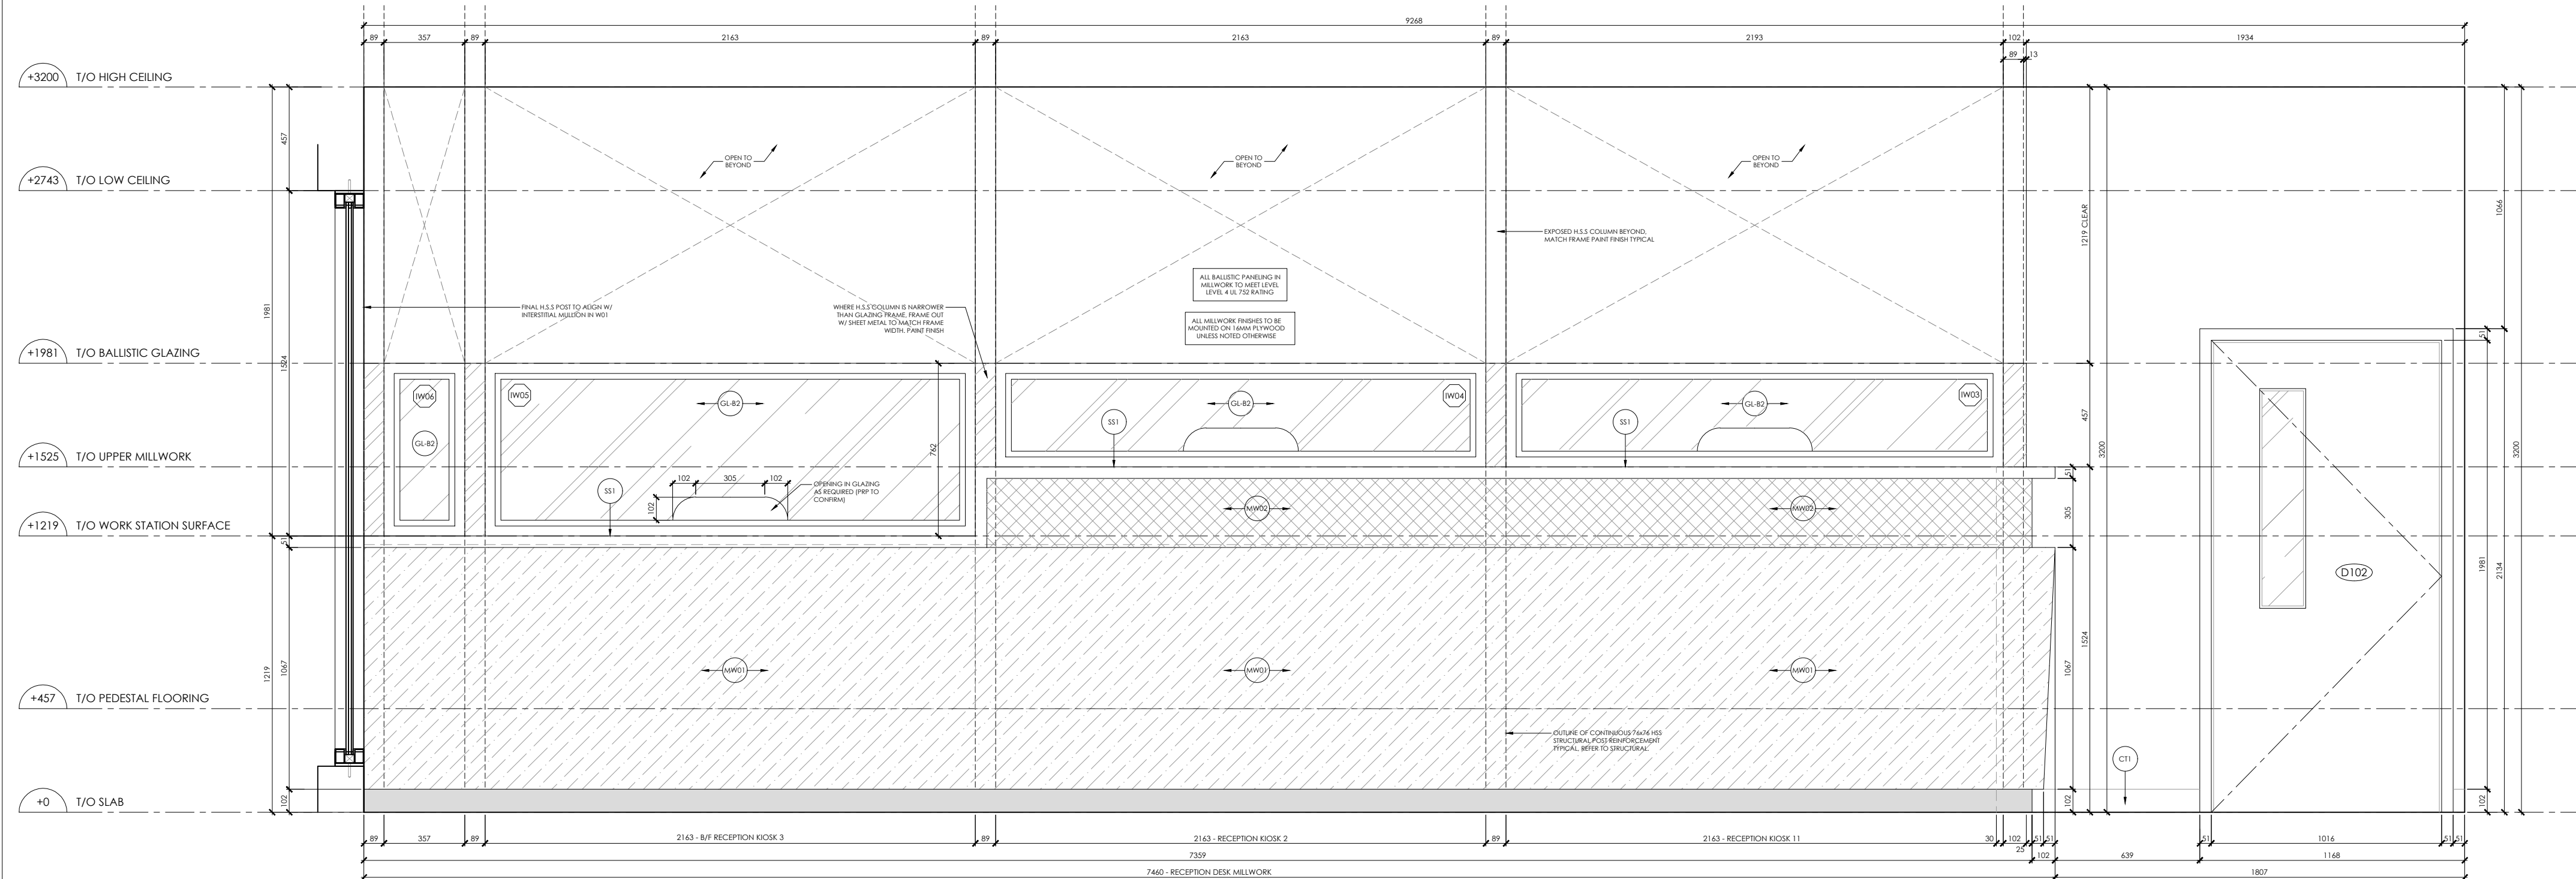 9268
89
357
89
2163
89
2163
89
2193
102
1934
89
13
+3200 T/O HIGH CEILING
457
+2743 T/O LOW CEILING
OPEN TO
BEYOND
OPEN TO
BEYOND
OPEN TO
BEYOND
1066
1219 CLEAR
EXPOSED H.S.S COLUMN BEYOND,
MATCH FRAME PAINT FINISH TYPICAL
ALL BALLISTIC PANELING IN
MILLWORK TO MEET LEVEL
LEVEL 4 UL 752 RATING
FINAL H.S.S POST TO ALIGN W/
INTERSTITIAL MULLION IN W01
WHERE H.S.S COLUMN IS NARROWER
THAN GLAZING FRAME, FRAME OUT
W/ SHEET METAL TO MATCH FRAME
WIDTH. PAINT FINISH
ALL MILLWORK FINISHES TO BE
MOUNTED ON 16MM PLYWOOD
UNLESS NOTED OTHERWISE
1981
51
+1981 T/O BALLISTIC GLAZING
1524
IW06
IW05
GL-B2
GL-B2
IW04
GL-B2
IW03
GL-B2
SS1
SS1
457
762
3200
3200
+1525 T/O UPPER MILLWORK
51
102
305
102
OPENING IN GLAZING
AS REQUIRED (PRP TO
CONFIRM)
SS1
102
MW02
MW02
305
+1219 T/O WORK STATION SURFACE
51
D102
1981
2134
1524
1219
1067
MW01
MW01
MW01
1067
+457 T/O PEDESTAL FLOORING
OUTLINE OF CONTINUOUS 76x76 HSS
STRUCTURAL POST REINFORCEMENT
TYPICAL, REFER TO STRUCTURAL.
CT1
+0 T/O SLAB
102
102
102
89
357
89
2163 - B/F RECEPTION KIOSK 3
89
2163 - RECEPTION KIOSK 2
89
2163 - RECEPTION KIOSK 11
30
102
51
51
25
51
1016
51
51
7359
102
639
1168
7460 - RECEPTION DESK MILLWORK
1807